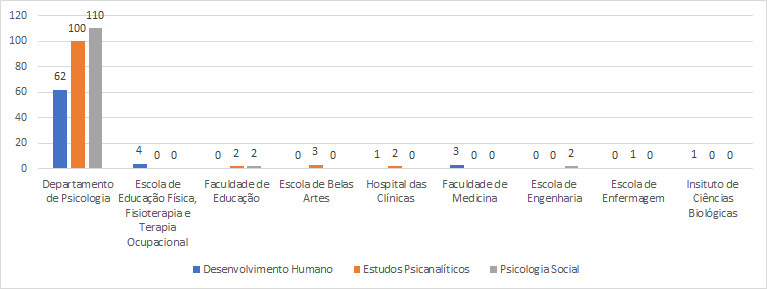 120
100
80
60
40
20
0
62 100 110
4 0 0
0 2 2
0 3 0
1 2 0
3 0 0
0 0 2
0 1 0
1 0 0
Departamento
de Psicologia
Escola de
Educação Física,
Fisioterapia e
Terapia
Ocupacional
Faculdade de
Educação
Escola de Belas
Artes
Hospital das
Clínicas
Faculdade de
Medicina
Escola de
Engenharia
Escola de
Enfermagem
Insituto de
Ciências
Biológicas
Desenvolvimento Humano Estudos Psicanalíticos Psicologia Social